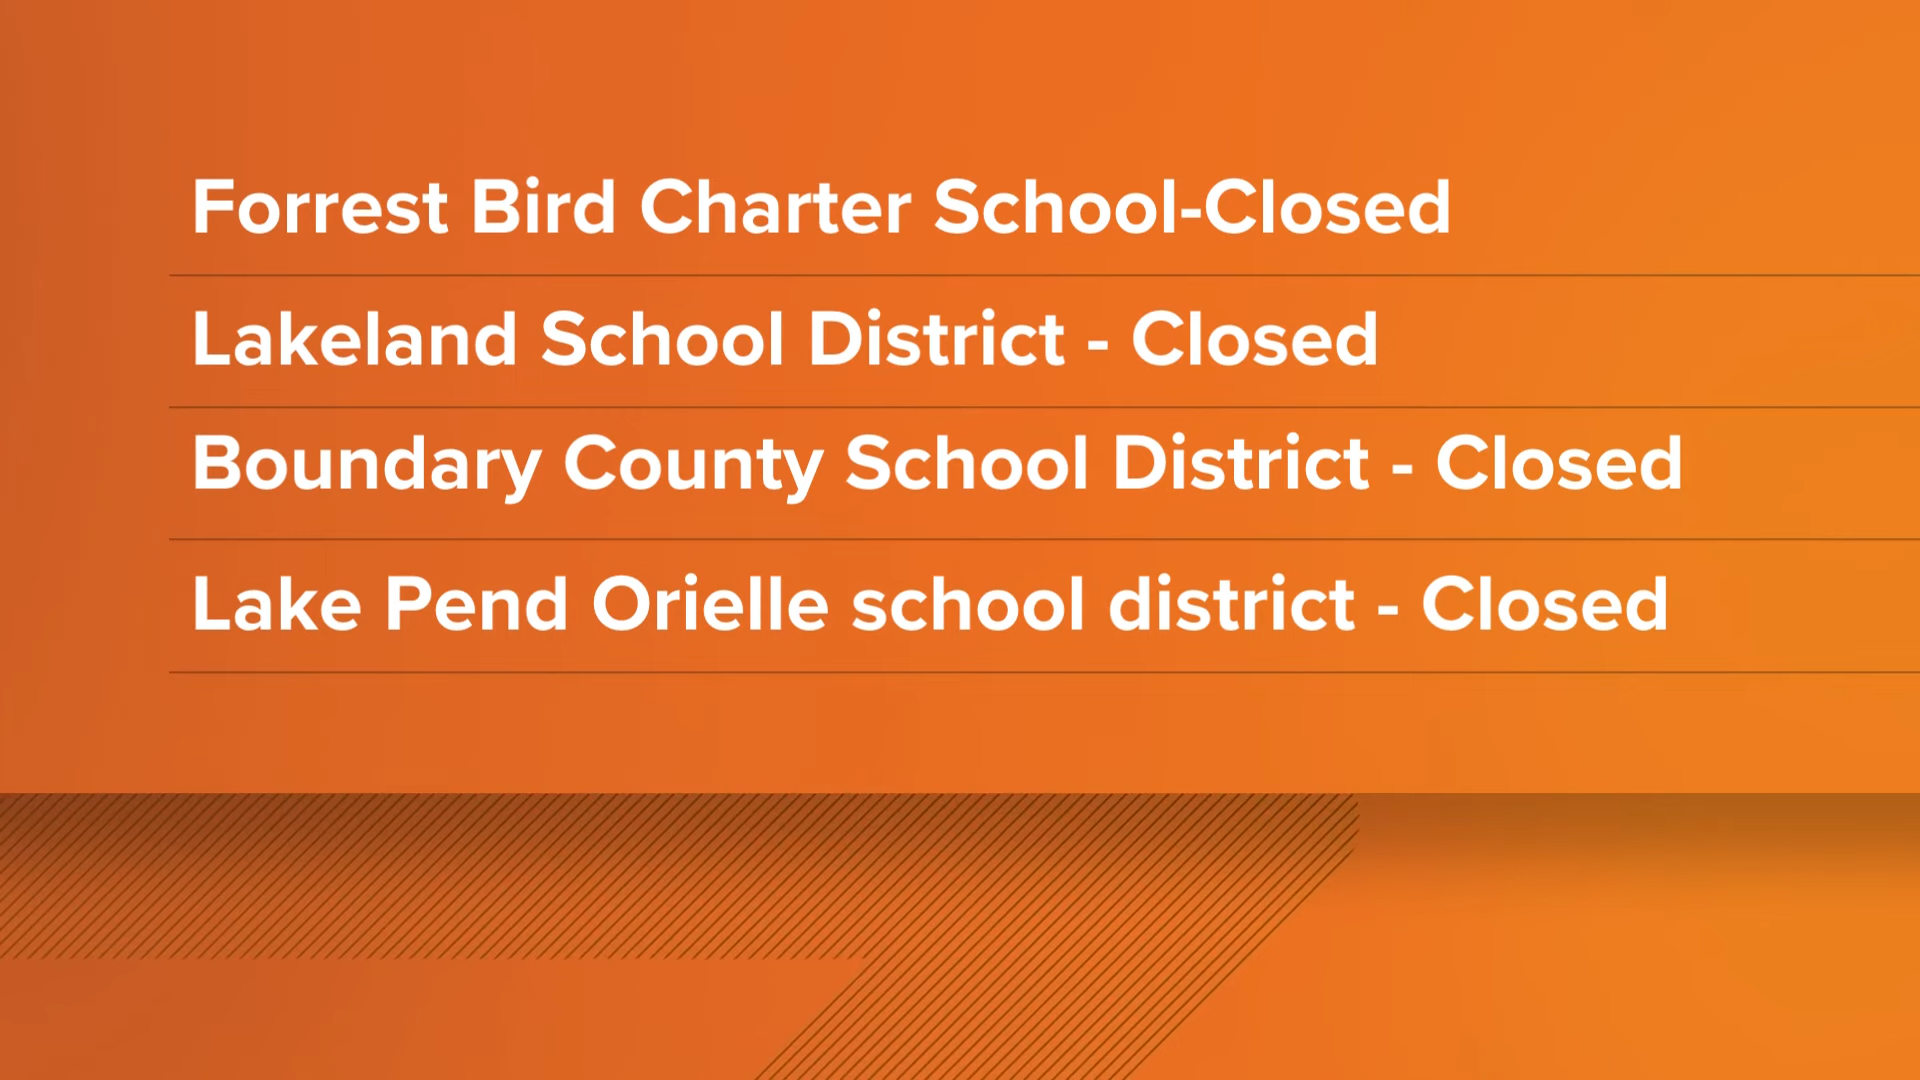 Forrest Bird Charter School-Closed
Lakeland School District - Closed
Boundary County School District - Closed
Lake Pend Orielle school district - Closed